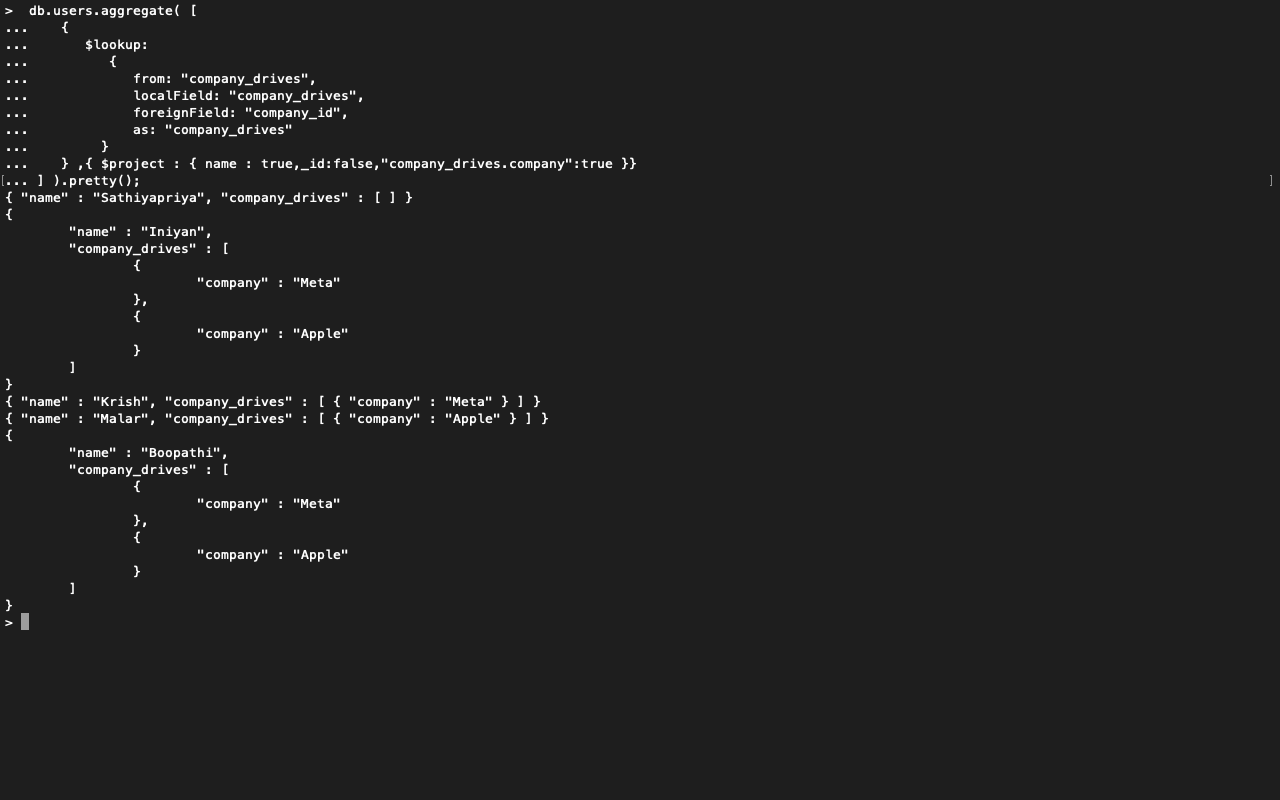 >  db.users.aggregate( [
...    {
...       $lookup:
...          {
...             from: "company_drives",
...             localField: "company_drives",
...             foreignField: "company_id",
...             as: "company_drives"
...         }
...    } ,{ $project : { name : true,_id:false,"company_drives.company":true }}
[... ] ).pretty(); ]
{ "name" : "Sathiyapriya", "company_drives" : [ ] }
{
        "name" : "Iniyan",
        "company_drives" : [
                {
                        "company" : "Meta"
                },
                {
                        "company" : "Apple"
                }
        ]
}
{ "name" : "Krish", "company_drives" : [ { "company" : "Meta" } ] }
{ "name" : "Malar", "company_drives" : [ { "company" : "Apple" } ] }
{
        "name" : "Boopathi",
        "company_drives" : [
                {
                        "company" : "Meta"
                },
                {
                        "company" : "Apple"
                }
        ]
}
>